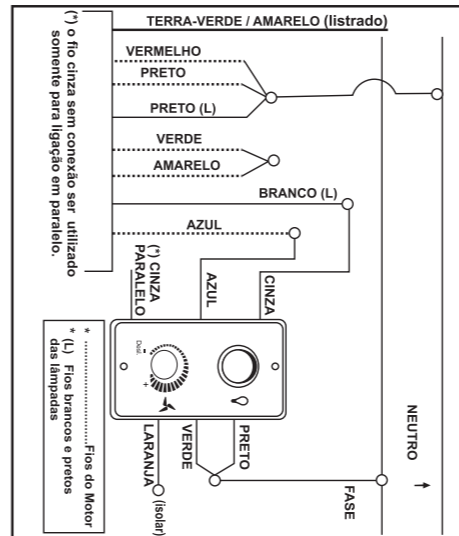 TERRA-VERDE / AMARELO (listrado)
(*) o fio cinza sem conexão ser utilizado
somente para ligação em paralelo.
VERMELHO
PRETO
PRETO (L)
VERDE
AMARELO
BRANCO (L)
AZUL
(*) CINZA
PARALELO
AZUL
CINZA
Desl.
-
+
LARANJA
VERDE
PRETO
(isolar)
FASE
NEUTRO
* ....................Fios do Motor
* (L) Fios brancos e pretos
das lâmpadas